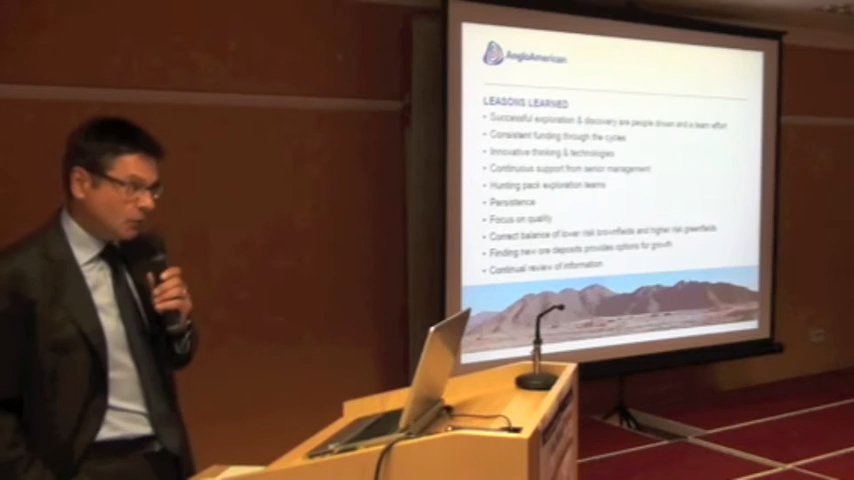 AngloAmerican
LEASONS LEARNED
• Successful exploration & discovery are people driven and a team effort
• Consistent funding through the cycles
• Innovative thinking & technologies
• Continuous support from senior management
• Hunting pack exploration teams
• Persistence
• Focus on quality
• Correct balance of lower risk brownfields and higher risk greenfields
• Finding new ore deposits provides options for growth
• Continual review of information